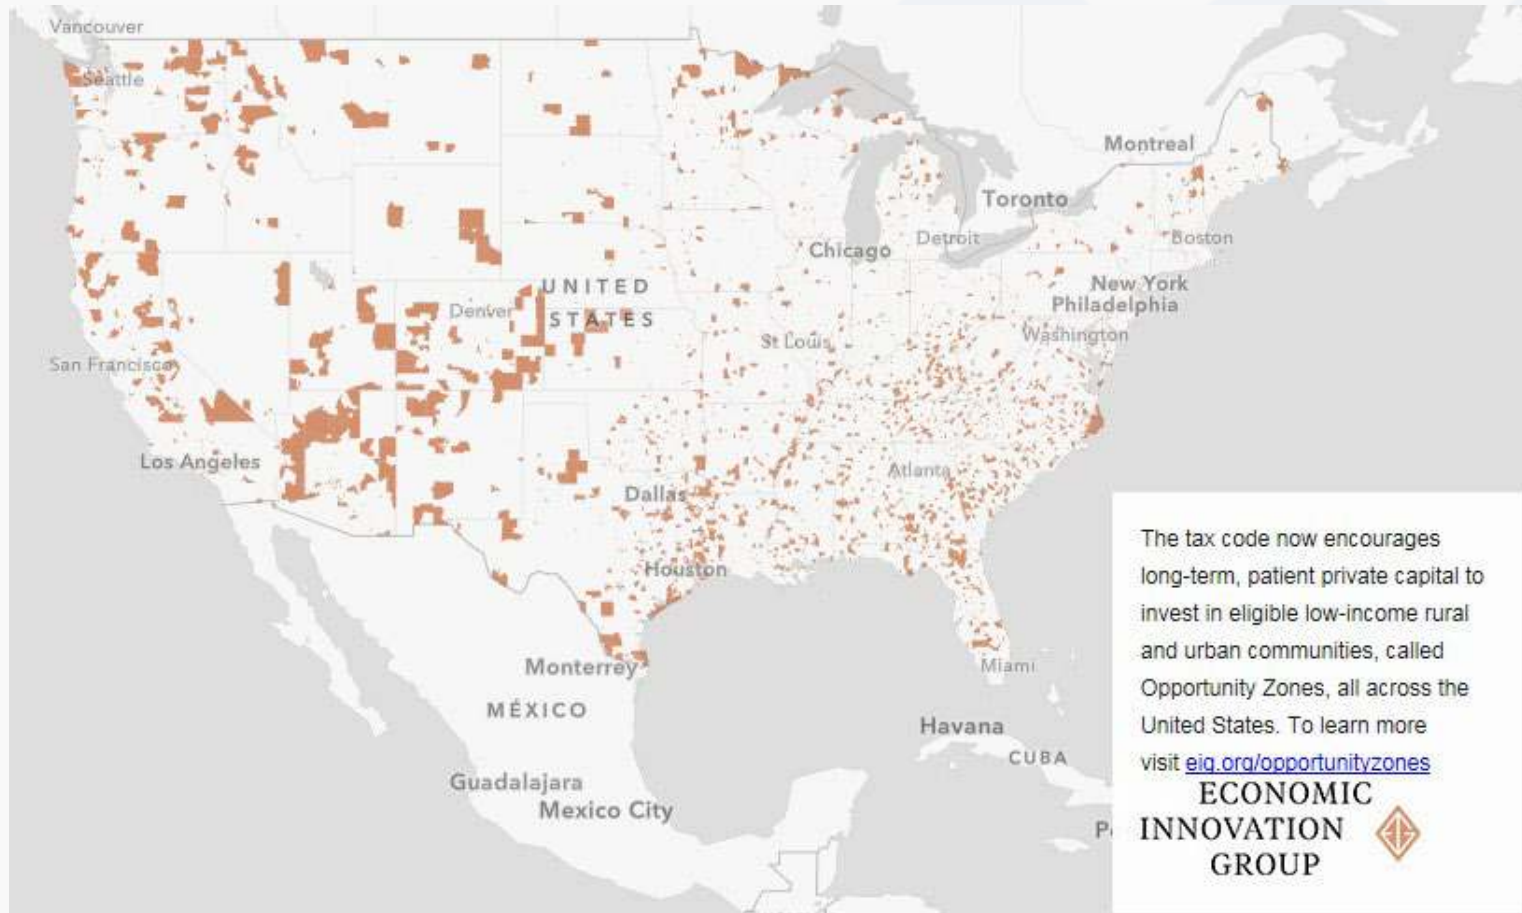 Vancouver
Seattle
Montreal
Toronto
Chicago
Detroit
Boston
New York
Philadelphia
UNITED
STATES
Denver
St Louis
Washington
San Francisco
Los Angeles
Atlanta
Dallas
Houston
Monterrey
Miami
MÉXICO
Havana
CUBA
Guadalajara
Mexico City
P
The tax code now encourages
long-term, patient private capital to
invest in eligible low-income rural
and urban communities, called
Opportunity Zones, all across the
United States. To learn more
visit eig.org/opportunityzones
ECONOMIC
INNOVATION
GROUP